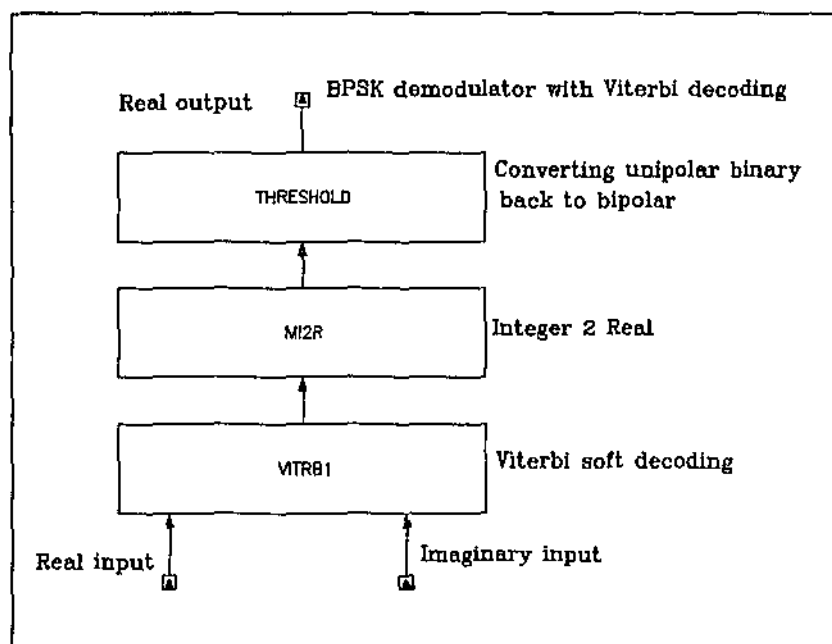 Real output
BPSK demodulator with Viterbi decoding
THRESHOLD
Converting unipolar binary
back to bipolar
MI2R
Integer 2 Real
VITRB1
Viterbi soft decoding
Real input
Imaginary input